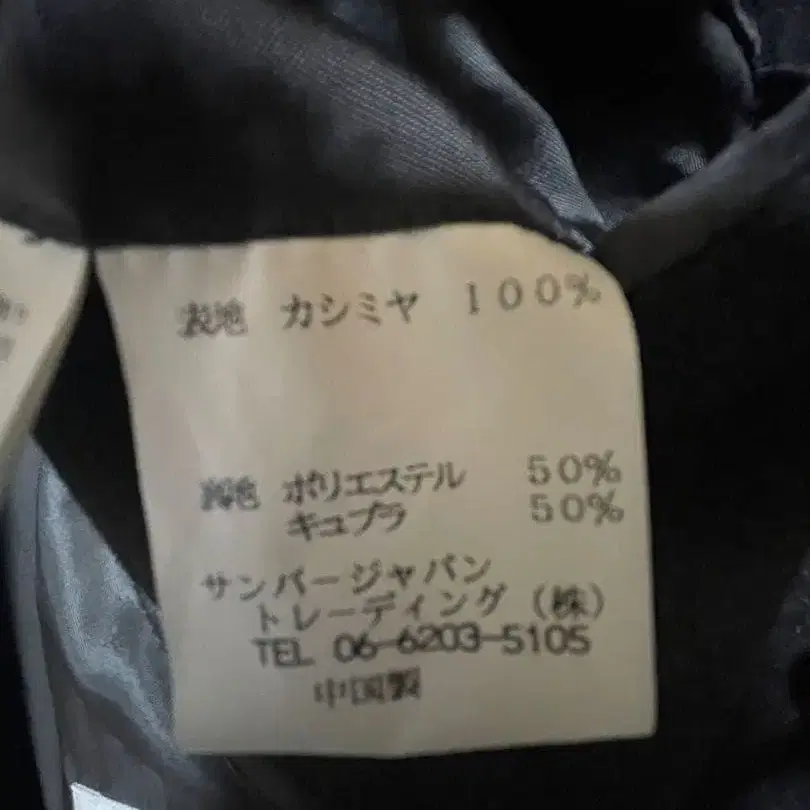 表地 カシミヤ 100%
裏地 ポリエステル 50%
キュプラ 50%
サンバージャパン
トレーディング (株)
TEL 06-6203-5105
中国製